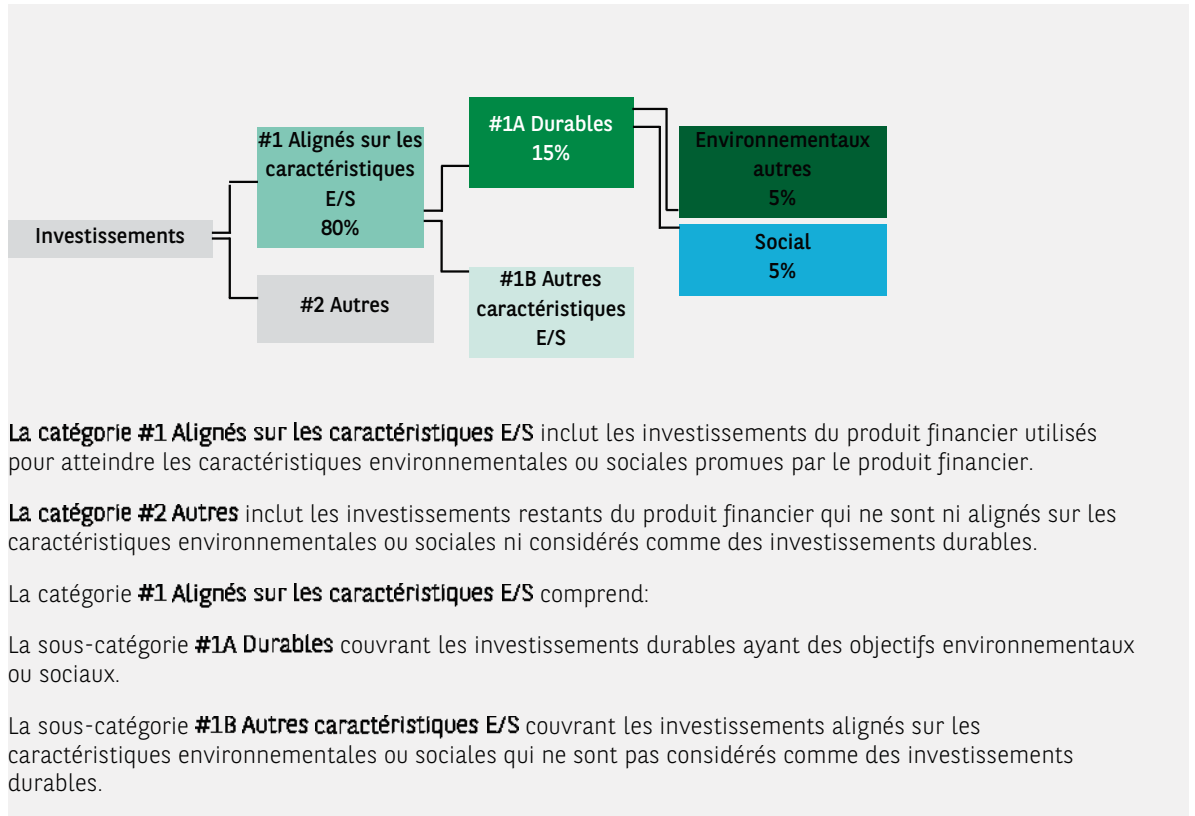 Investissements
#1 Alignés sur les
caractéristiques
E/S
80%
#2 Autres
#1A Durables
15%
#1B Autres
caractéristiques
E/S
Environnementaux
autres
5%
Social
5%
La catégorie #1 Alignés sur les caractéristiques E/S inclut les investissements du produit financier utilisés
pour atteindre les caractéristiques environnementales ou sociales promues par le produit financier.
La catégorie #2 Autres inclut les investissements restants du produit financier qui ne sont ni alignés sur les
caractéristiques environnementales ou sociales ni considérés comme des investissements durables.
La catégorie #1 Alignés sur les caractéristiques E/S comprend:
La sous-catégorie #1A Durables couvrant les investissements durables ayant des objectifs environnementaux
ou sociaux.
La sous-catégorie #1B Autres caractéristiques E/S couvrant les investissements alignés sur les
caractéristiques environnementales ou sociales qui ne sont pas considérés comme des investissements
durables.